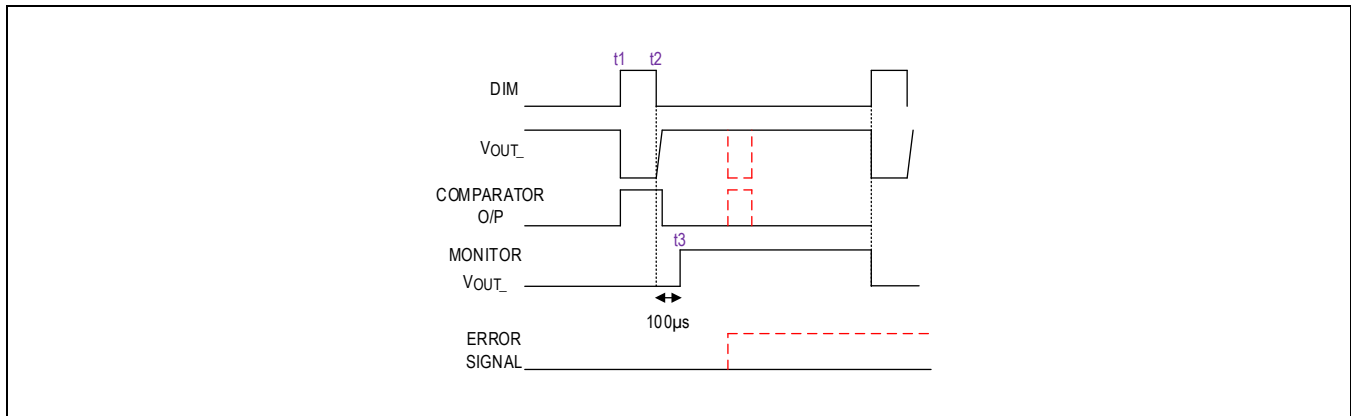 t1 t2
DIM
VOUT_
COMPARATOR
O/P
t3
MONITOR
VOUT_
100µs
ERROR
SIGNAL